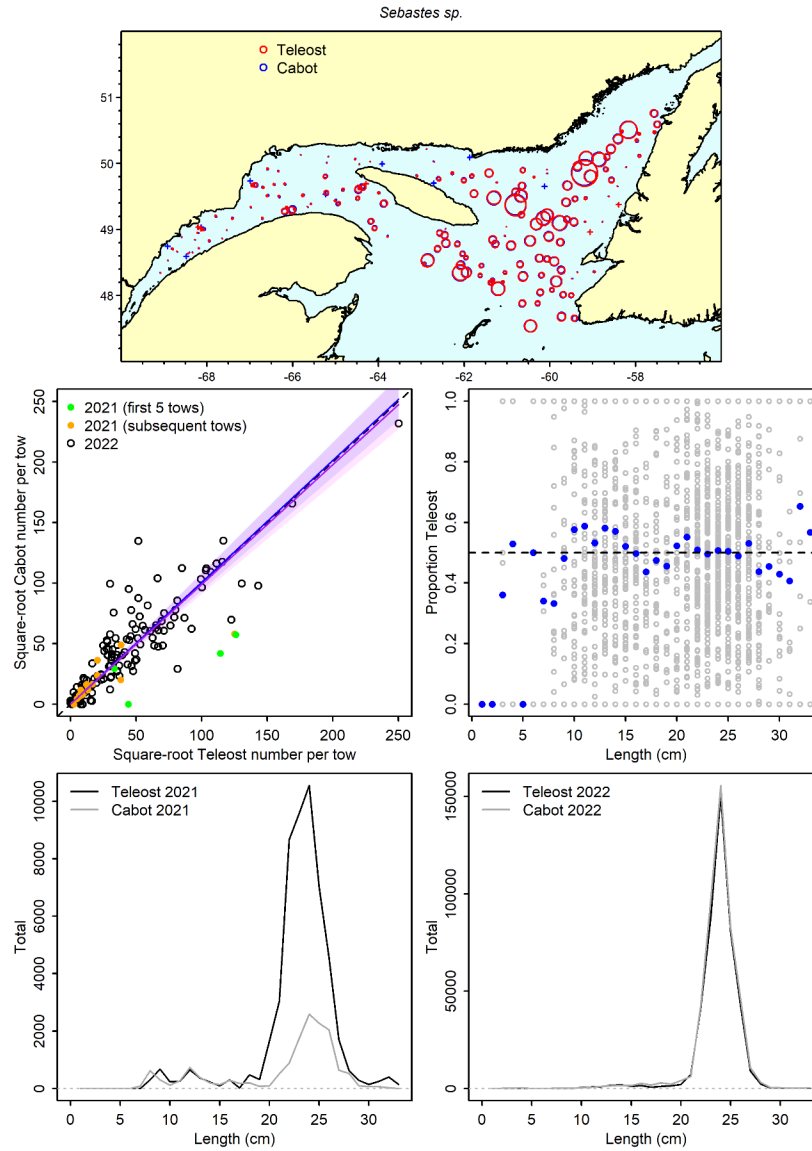 Sebastes sp.
Teleost
Cabot
51
50
49
48
-68 -66 -64 -62 -60 -58
2021 (first 5 tows)
2021 (subsequent tows)
2022
Square-root Cabot number per tow
0 50 100 150 200 250
0 50 100 150 200 250
Square-root Teleost number per tow
Proportion Teleost
0.0 0.2 0.4 0.6 0.8 1.0
0 5 10 15 20 25 30
Length (cm)
Teleost 2021
Cabot 2021
Total
0 2000 4000 6000 8000 10000
0 5 10 15 20 25 30
Length (cm)
Teleost 2022
Cabot 2022
Total
0 50000 100000 150000
0 5 10 15 20 25 30
Length (cm)